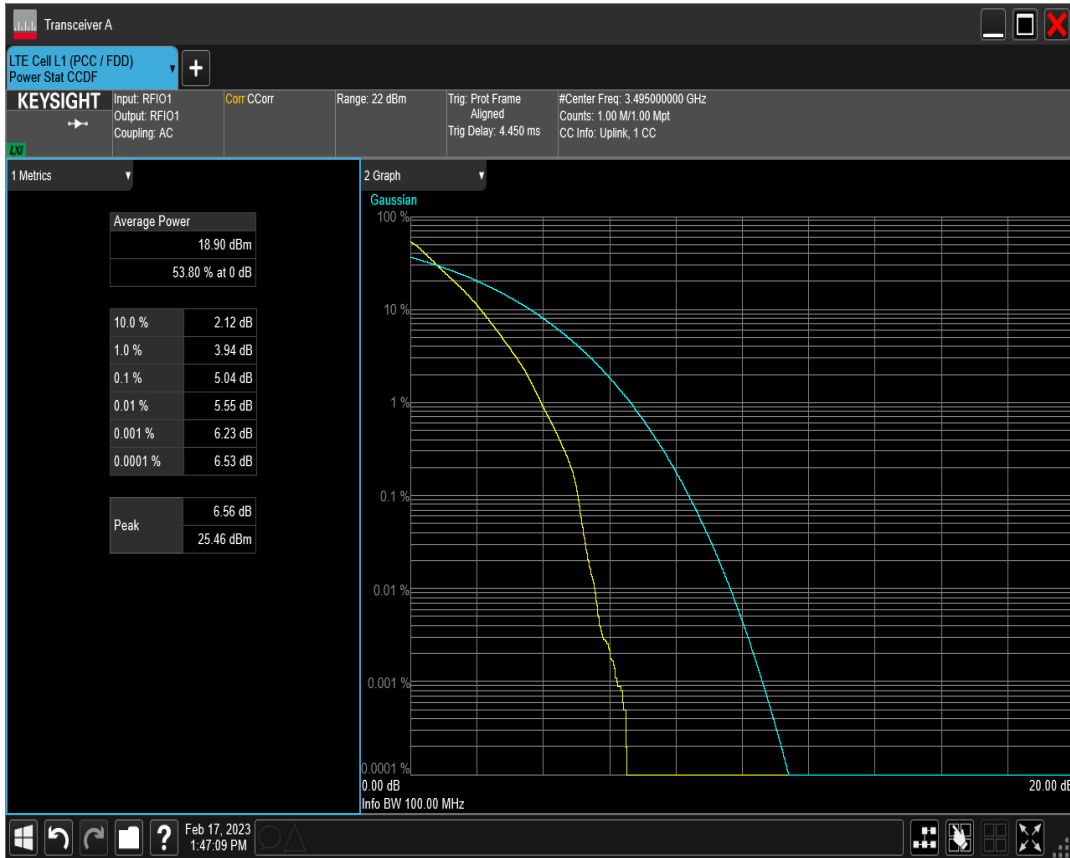 Transceiver A
LTE Cell L1 (PCC / FDD)
Power Stat CCDF
KEYSIGHT
LXI
Input: RFIO1
Output: RFIO1
Coupling: AC
Corr CCorr
Range: 22 dBm
Trig: Prot Frame
Aligned
Trig Delay: 4.450 ms
#Center Freq: 3.495000000 GHz
Counts: 1.00 M/1.00 Mpt
CC Info: Uplink, 1 CC
1 Metrics
Average Power
18.90 dBm
53.80 % at 0 dB
10.0 % 2.12 dB
1.0 % 3.94 dB
0.1 % 5.04 dB
0.01 % 5.55 dB
0.001 % 6.23 dB
0.0001 % 6.53 dB
Peak
6.56 dB
25.46 dBm
2 Graph
Gaussian
100 %
10 %
1 %
0.1 %
0.01 %
0.001 %
0.0001 %
0.00 dB
20.00 dB
Info BW 100.00 MHz
?
Feb 17, 2023
1:47:09 PM